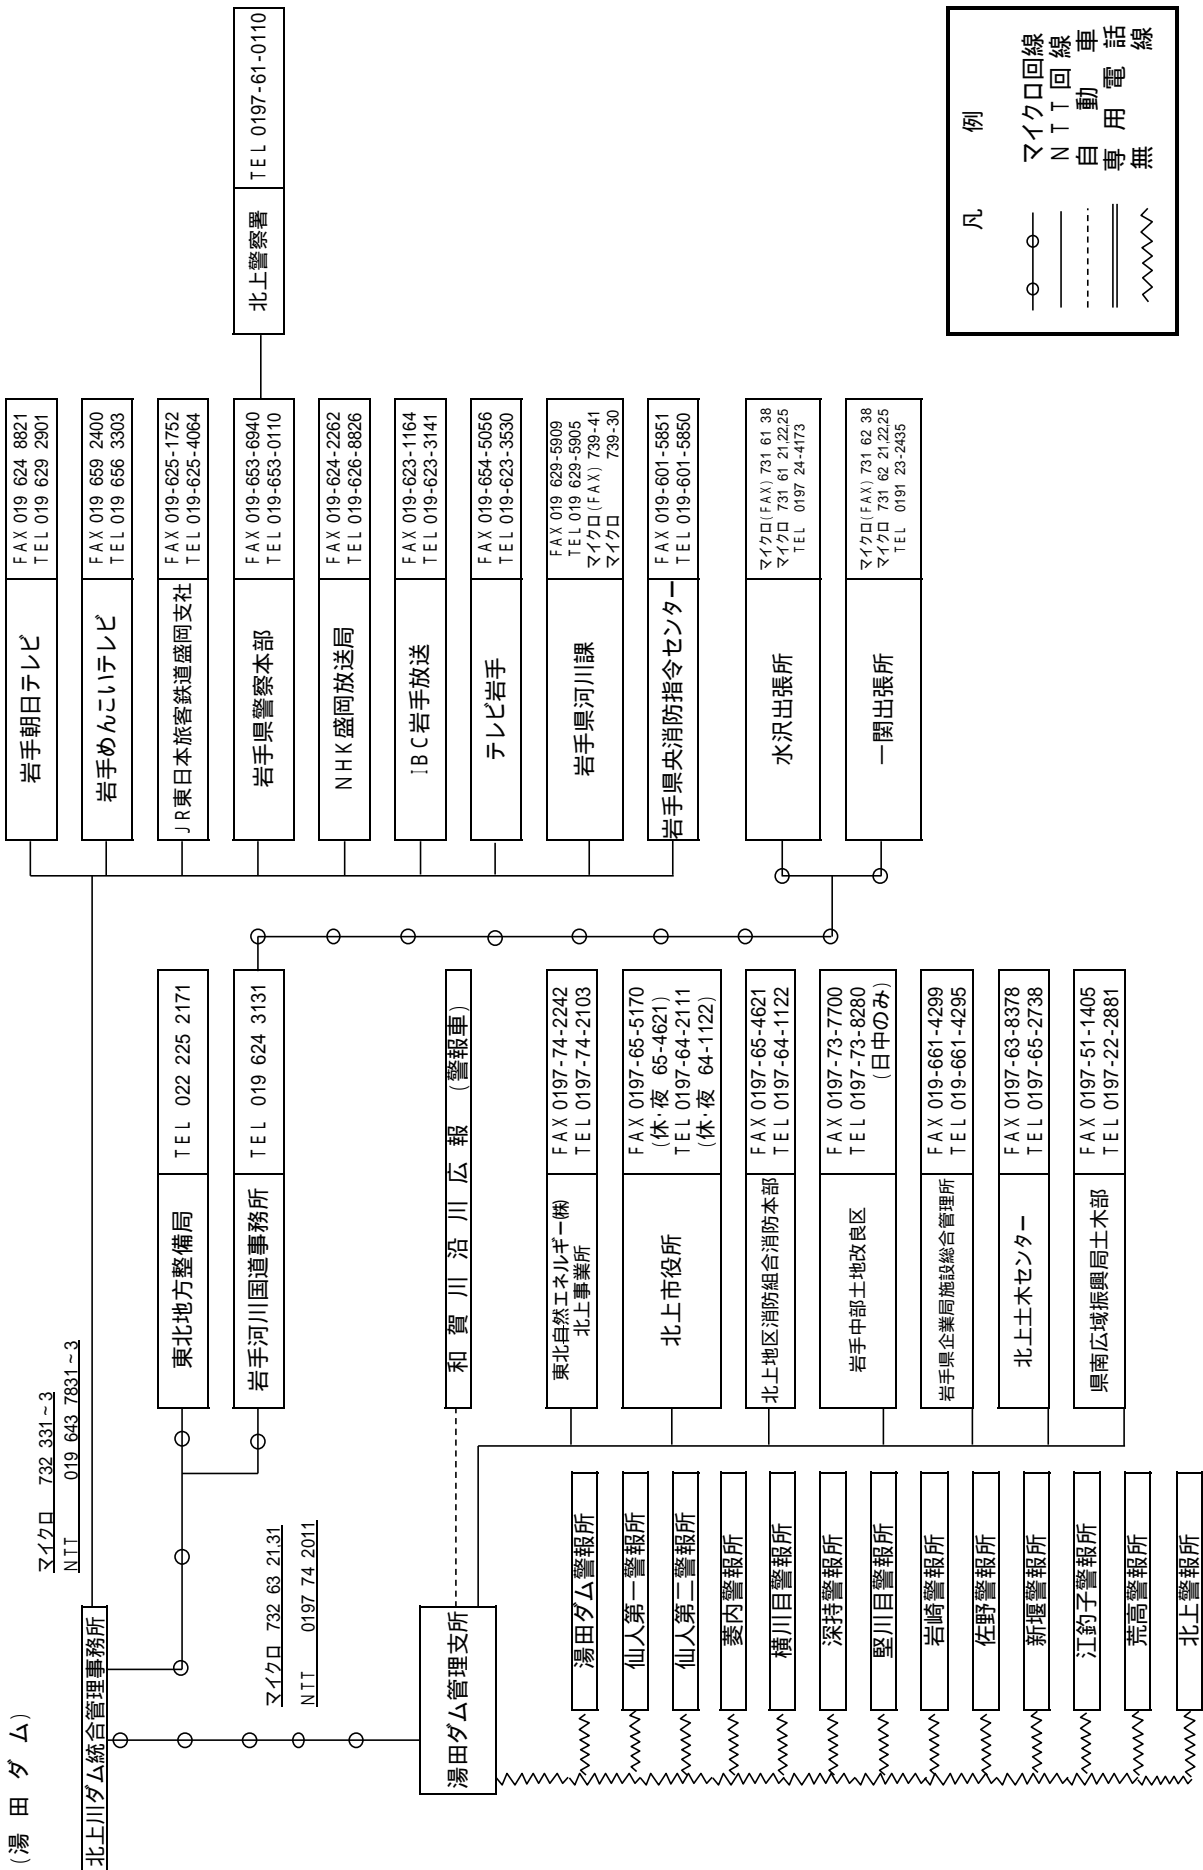 （湯 田 ダ ム）
北上川ダム統合管理事務所
マイクロ 732 331~3
NTT 019 643 7831~3
東北地方整備局
TEL 022 225 2171
岩手河川国道事務所
TEL 019 624 3131
岩手朝日テレビ
FAX 019 624 8821
TEL 019 629 2901
岩手めんこいテレビ
FAX 019 659 2400
TEL 019 656 3303
JR東日本旅客鉄道盛岡支社
FAX 019-625-1752
TEL 019-625-4064
岩手県警察本部
FAX 019-653-6940
TEL 019-653-0110
北上警察署
TEL 0197-61-0110
NHK盛岡放送局
FAX 019-624-2262
TEL 019-626-8826
IBC岩手放送
FAX 019-623-1164
TEL 019-623-3141
テレビ岩手
FAX 019-654-5056
TEL 019-623-3530
岩手県河川課
FAX 019 629-5909
TEL 019 629-5905
マイクロ(FAX) 739-41
マイクロ 739-30
岩手県央消防指令センター
FAX 019-601-5851
TEL 019-601-5850
水沢出張所
マイクロ(FAX) 731 61 38
マイクロ 731 61 21,22,25
TEL 0197 24-4173
一関出張所
マイクロ(FAX) 731 62 38
マイクロ 731 62 21,22,25
TEL 0191 23-2435
マイクロ 732 63 21,31
NTT 0197 74 2011
湯田ダム管理支所
和 賀 川 沿 川 広 報 （警報車）
東北自然エネルギー㈱
北上事業所
FAX 0197-74-2242
TEL 0197-74-2103
北上市役所
FAX 0197-65-5170
(休･夜 65-4621)
TEL 0197-64-2111
(休･夜 64-1122)
北上地区消防組合消防本部
FAX 0197-65-4621
TEL 0197-64-1122
岩手中部土地改良区
FAX 0197-73-7700
TEL 0197-73-8280
(日中のみ)
岩手県企業局施設総合管理所
FAX 019-661-4299
TEL 019-661-4295
北上土木センター
FAX 0197-63-8378
TEL 0197-65-2738
県南広域振興局土木部
FAX 0197-51-1405
TEL 0197-22-2881
湯田ダム警報所
仙人第一警報所
仙人第二警報所
菱内警報所
横川目警報所
深持警報所
竪川目警報所
岩崎警報所
佐野警報所
新堰警報所
江釣子警報所
荒高警報所
北上警報所
凡 例
マイクロ回線
NTT回線
自動車
専用電話
無線